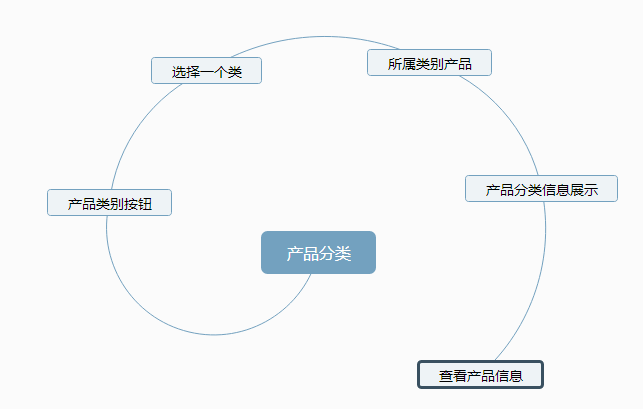 所属类别产品
选择一个类
产品分类信息展示
产品类别按钮
产品分类
查看产品信息